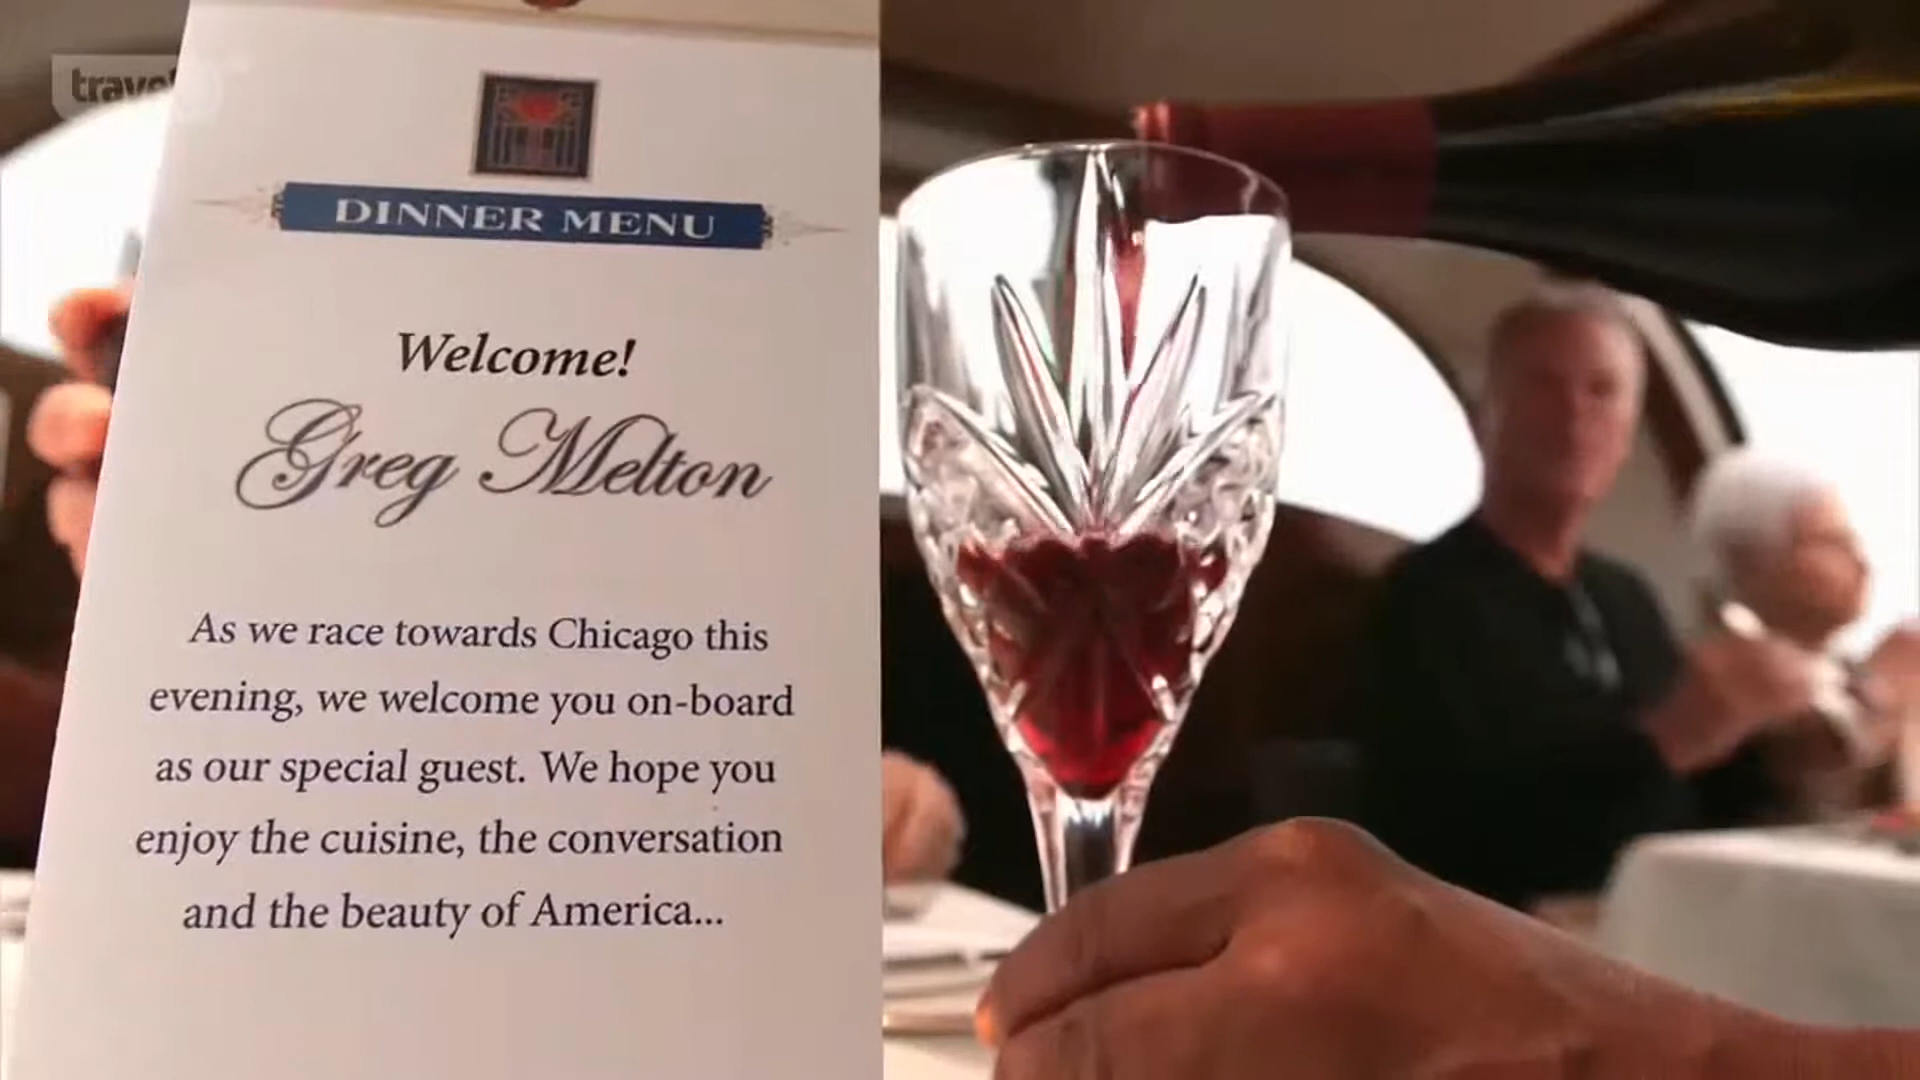 travel
DINNER MENU
Welcome!
Greg Melton
As we race towards Chicago this
evening, we welcome you on-board
as our special guest. We hope you
enjoy the cuisine, the conversation
and the beauty of America...